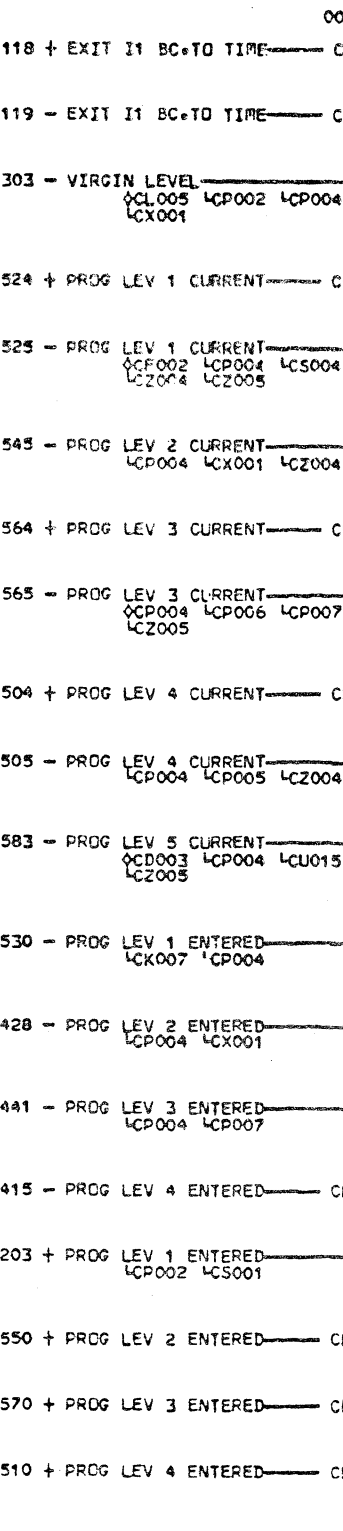 00
118 + EXIT I1 BC.TO TIME—— C
119 - EXIT I1 BC.TO TIME—— C
303 - VIRGIN LEVEL——
◊CL005 └CP002 └CP004
└CX001
524 + PROG LEV 1 CURRENT—— C
525 - PROG LEV 1 CURRENT——
◊CF002 └CP004 └CS004
└CZ004 └CZ005
545 - PROG LEV 2 CURRENT——
└CP004 └CX001 └CZ004
564 + PROG LEV 3 CURRENT—— C
565 - PROG LEV 3 CURRENT——
◊CP004 └CP006 └CP007
└CZ005
504 + PROG LEV 4 CURRENT—— C
505 - PROG LEV 4 CURRENT——
└CP004 └CP005 └CZ004
583 - PROG LEV 5 CURRENT——
◊CD003 └CP004 └CU015
└CZ005
530 - PROG LEV 1 ENTERED——
└CK007 └CP004
428 - PROG LEV 2 ENTERED——
└CP004 └CX001
441 - PROG LEV 3 ENTERED——
└CP004 └CP007
415 - PROG LEV 4 ENTERED—— C
203 + PROG LEV 1 ENTERED——
└CP002 └CS001
550 + PROG LEV 2 ENTERED—— C
570 + PROG LEV 3 ENTERED—— C
510 + PROG LEV 4 ENTERED—— C